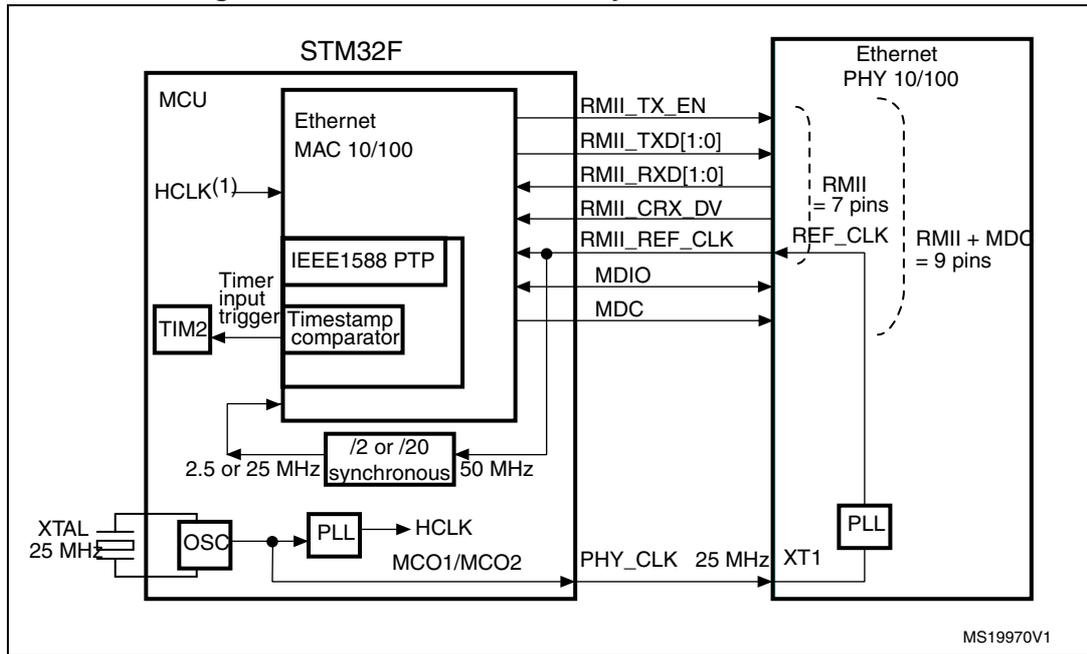 STM32F
MCU
Ethernet
MAC 10/100
HCLK(1)
IEEE1588 PTP
Timer
input
trigger
Timestamp
comparator
TIM2
/2 or /20
synchronous
2.5 or 25 MHz
50 MHz
XTAL
25 MHz
OSC
PLL
HCLK
MCO1/MCO2
RMII_TX_EN
RMII_TXD[1:0]
RMII_RXD[1:0]
RMII_CRX_DV
RMII_REF_CLK
MDIO
MDC
PHY_CLK 25 MHz
Ethernet
PHY 10/100
RMII
= 7 pins
REF_CLK
RMII + MDC
= 9 pins
PLL
XT1
MS19970V1